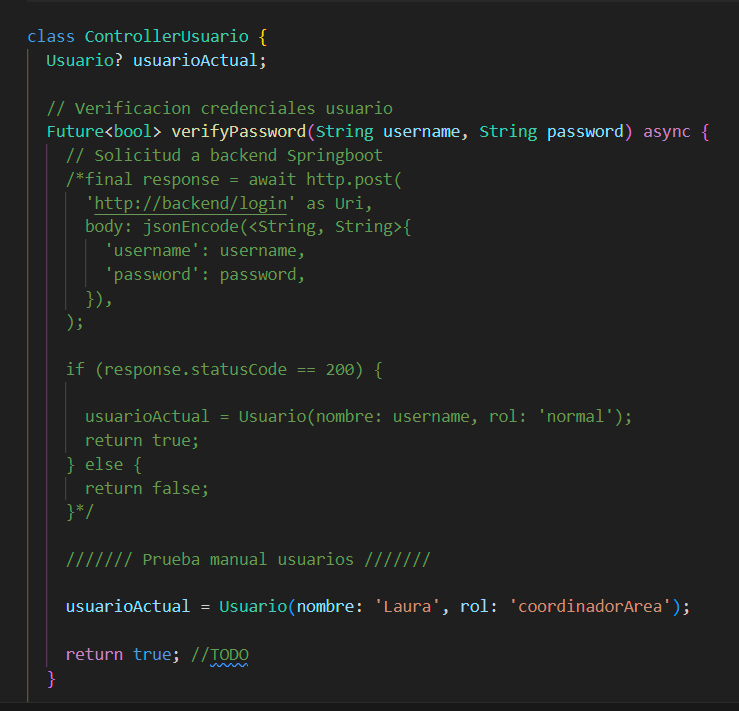 class ControllerUsuario {
Usuario? usuarioActual;
// Verificacion credenciales usuario
Future<bool> verifyPassword(String username, String password) async {
// Solicitud a backend Springboot
/*final response = await http.post(
'http://backend/login' as Uri,
body: jsonEncode(<String, String>{
'username': username,
'password': password,
}),
);
if (response.statusCode == 200) {
usuarioActual = Usuario(nombre: username, rol: 'normal');
return true;
} else {
return false;
}*/
/////// Prueba manual usuarios ///////
usuarioActual = Usuario(nombre: 'Laura', rol: 'coordinadorArea');
return true; //TODO
}